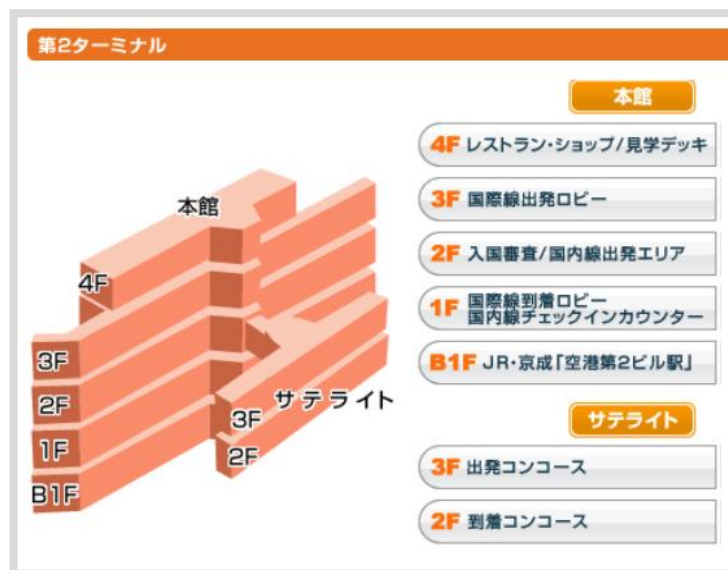 第2ターミナル
本館
4F レストラン・ショップ/見学デッキ
3F 国際線出発ロビー
2F 入国審査/国内線出発エリア
1F 国際線到着ロビー
国内線チェックインカウンター
B1F JR・京成「空港第2ビル駅」
サテライト
3F 出発コンコース
2F 到着コンコース
本館
4F
3F
2F
1F
B1F
サテライト
3F
2F